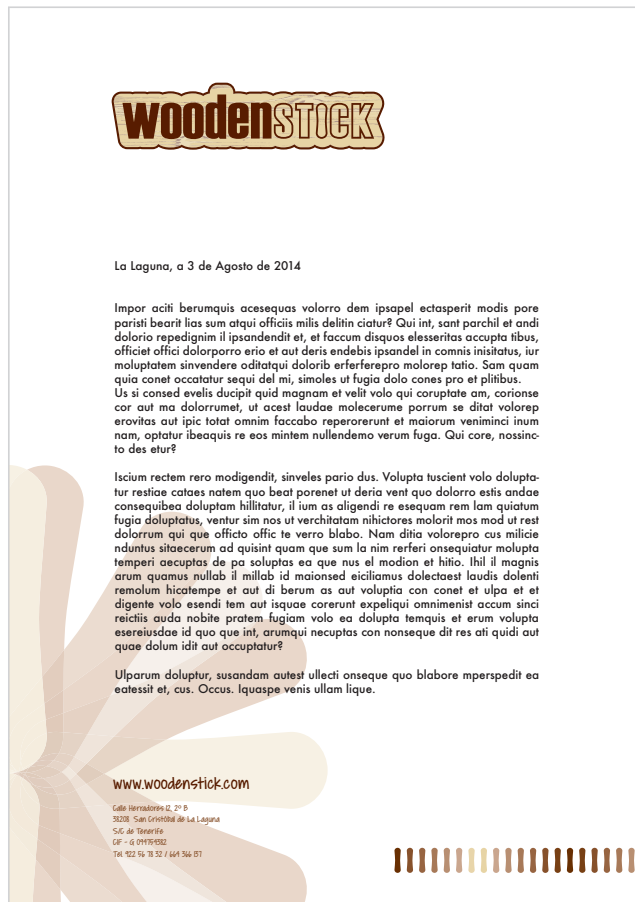 woodenSTICK
La Laguna, a 3 de Agosto de 2014
Impor aciti berumquis acesequas volorro dem ipsapel ectasperit modis pore
paristi bearit lias sum atqui officiis milis delitin ciatur? Qui int, sant parchil et andi
dolorio repedignim il ipsandendit et, et faccum disquos elesseritas accupta tibus,
officiet offici dolorporro erio et aut deris endebis ipsandel in comnis inisitatus, iur
moluptatem sinvendere oditatqui dolorib erferferepro molorep tatio. Sam quam
quia conet occatatur sequi del mi, simoles ut fugia dolo cones pro et plitibus.
Us si consed evelis ducipit quid magnam et velit volo qui coruptate am, corionse
cor aut ma dolorrumet, ut acest laudae molecerume porrum se ditat volorep
erovitas aut ipic totat omnim faccabo reperorerunt et maiorum veniminci inum
nam, optatur ibeaquis re eos mintem nullendemo verum fuga. Qui core, nossinc-
to des etur?
Iscium rectem rero modigendit, sinveles pario dus. Volupta tuscient volo dolupta-
tur restiae cataes natem quo beat porenet ut deria vent quo dolorro estis andae
consequibea doluptam hillitatur, il ium as aligendi re esequam rem lam quiatum
fugia doluptatus, ventur sim nos ut verchitatam nihictores molorit mos mod ut rest
dolorrum qui que officto offic te verro blabo. Nam ditia volorepro cus milicie
nduntus sitaecerum ad quisint quam que sum la nim rerferi onsequiatur molupta
temperi aecuptas de pa soluptas ea que nus el modion et hitio. Ihil il magnis
arum quamus nullab il millab id maionsed eiciliamus dolectaest laudis dolenti
remolum hicatempe et aut di berum as aut voluptia con conet et ulpa et et
digente volo esendi tem aut isquae corerunt expeliqui omnimenist accum sinci
reictiis auda nobite pratem fugiam volo ea dolupta temquis et erum volupta
esereiusdae id quo que int, arumqui necuptas con nonseque dit res ati quidi aut
quae dolum idit aut occuptatur?
Ulparum doluptur, susandam autest ullecti onseque quo blabore mperspedit ea
eatessit et, cus. Occus. Iquaspe venis ullam lique.
www.woodenstick.com
Calle Herradores 12, 2º B
38208 San Cristóbal de La Laguna
S/C de Tenerife
CIF - G 099754382
Tel. 922 56 78 32 / 664 366 137